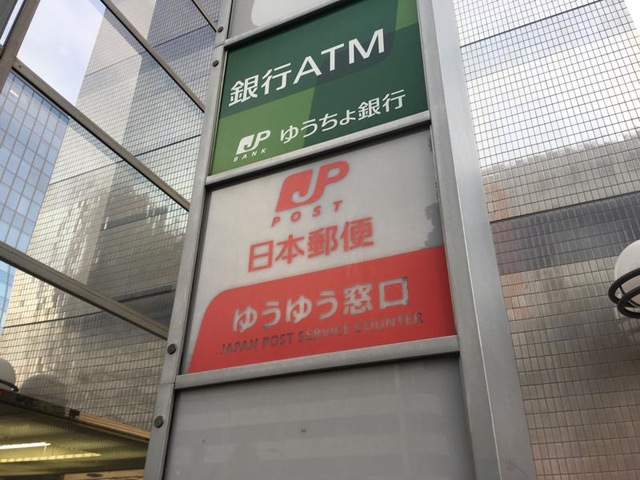 銀行ATM
JP
BANK
ゆうちょ銀行
JP
POST
日本郵便
ゆうゆう窓口
JAPAN POST SERVICE COUNTER